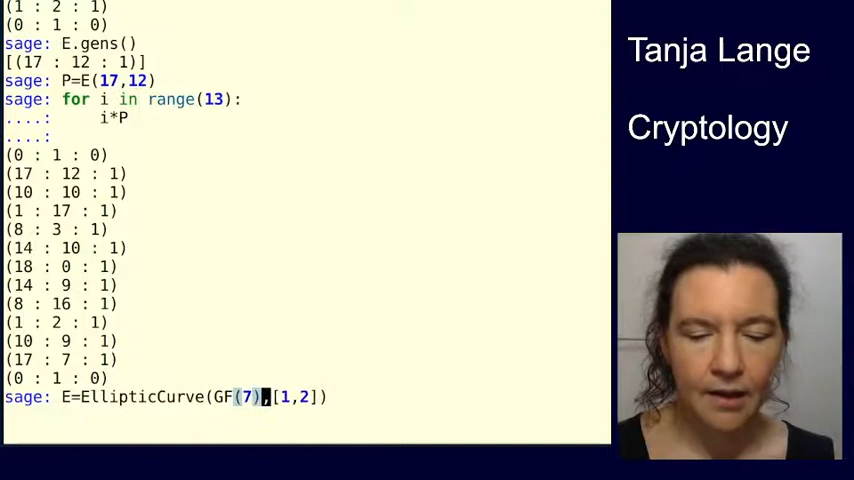 (1 : 2 : 1)
(0 : 1 : 0)
sage: E.gens()
[(17 : 12 : 1)]
sage: P=E(17,12)
sage: for i in range(13):
....:     i*P
....:
(0 : 1 : 0)
(17 : 12 : 1)
(10 : 10 : 1)
(1 : 17 : 1)
(8 : 3 : 1)
(14 : 10 : 1)
(18 : 0 : 1)
(14 : 9 : 1)
(8 : 16 : 1)
(1 : 2 : 1)
(10 : 9 : 1)
(17 : 7 : 1)
(0 : 1 : 0)
sage: E=EllipticCurve(GF(7),[1,2])
Tanja Lange
Cryptology